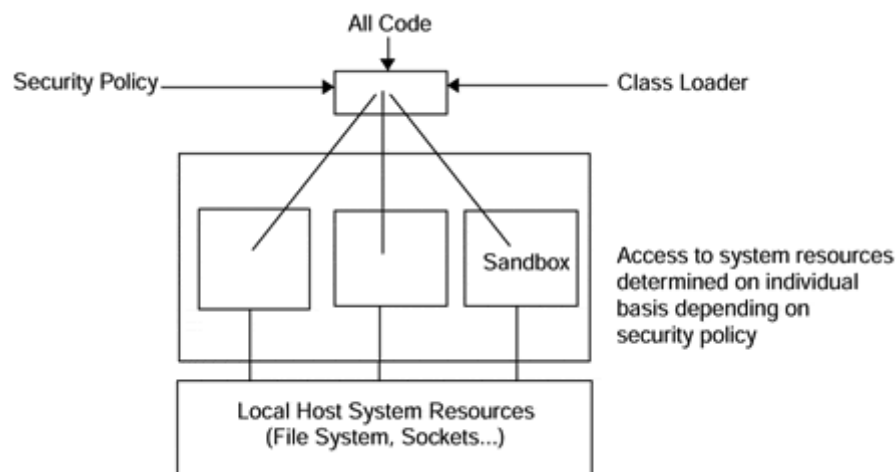 All Code
Security Policy
Class Loader
Sandbox
Access to system resources
determined on individual
basis depending on
security policy
Local Host System Resources
(File System, Sockets...)